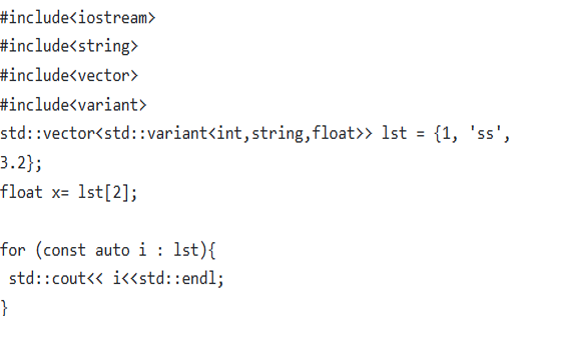 #include<iostream>
#include<string>
#include<vector>
#include<variant>
std::vector<std::variant<int,string,float>> lst = {1, 'ss',
3.2};
float x= lst[2];
for (const auto i : lst){
 std::cout<< i<<std::endl;
}